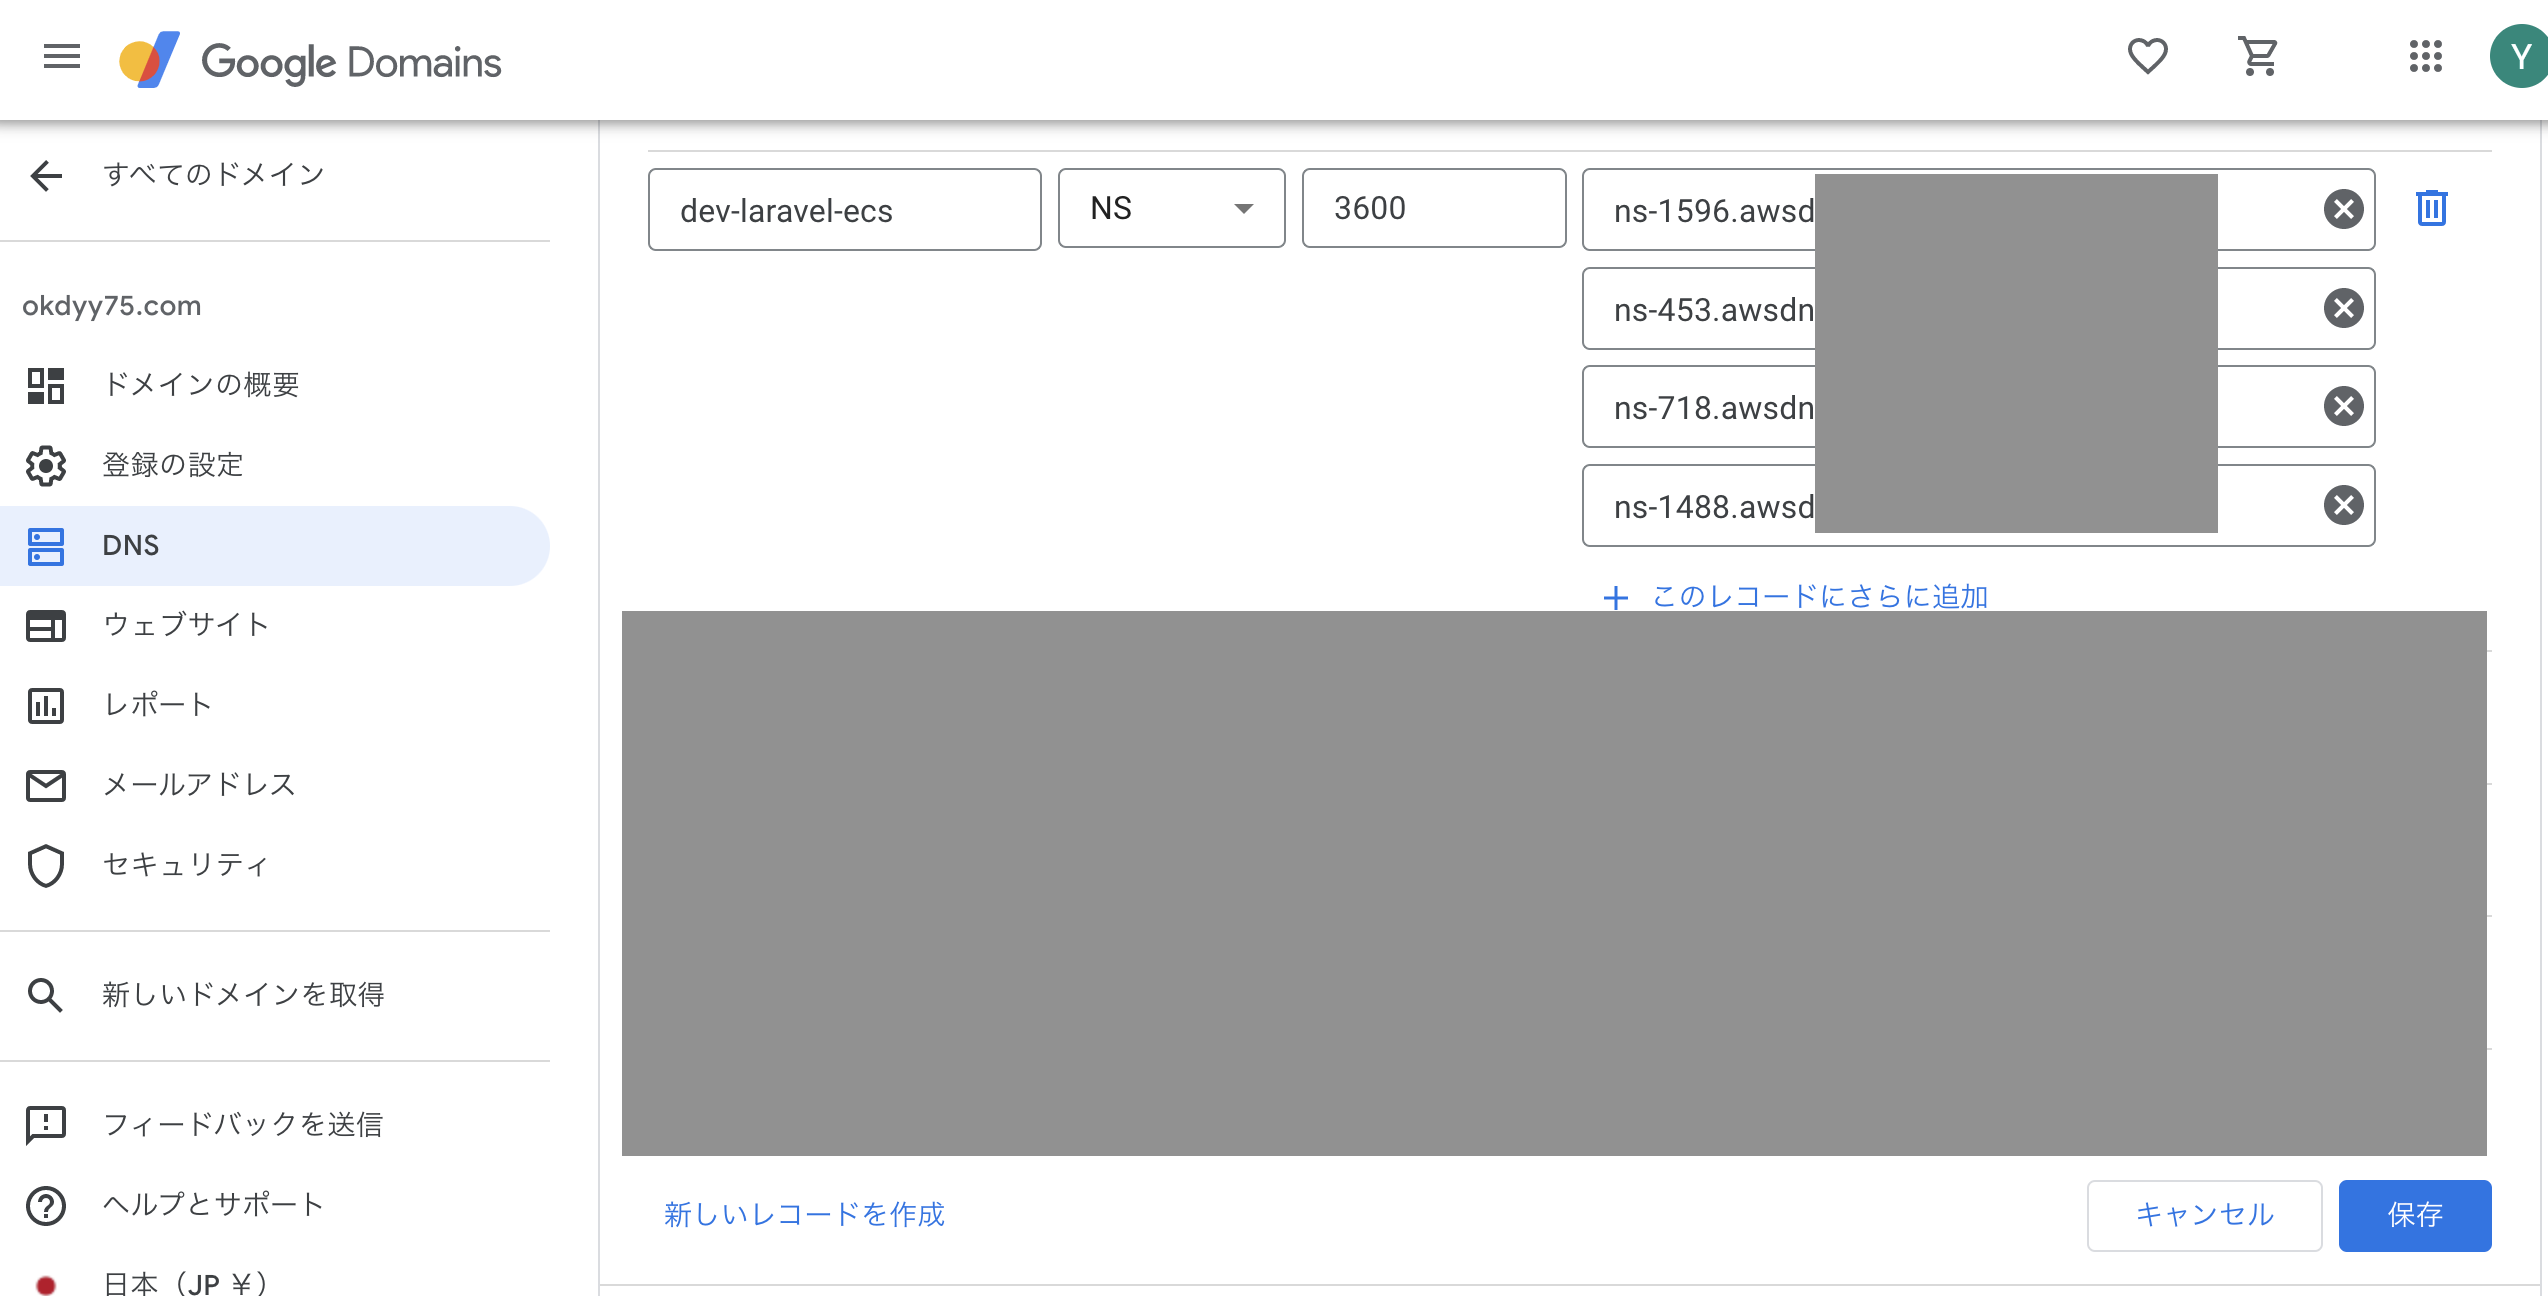 Google Domains
Y
すべてのドメイン
okdyy75.com
ドメインの概要
登録の設定
DNS
ウェブサイト
レポート
メールアドレス
セキュリティ
新しいドメインを取得
フィードバックを送信
ヘルプとサポート
日本（JP ¥）
dev-laravel-ecs
NS
3600
ns-1596.awsd
ns-453.awsdn
ns-718.awsdn
ns-1488.awsd
このレコードにさらに追加
新しいレコードを作成
キャンセル
保存